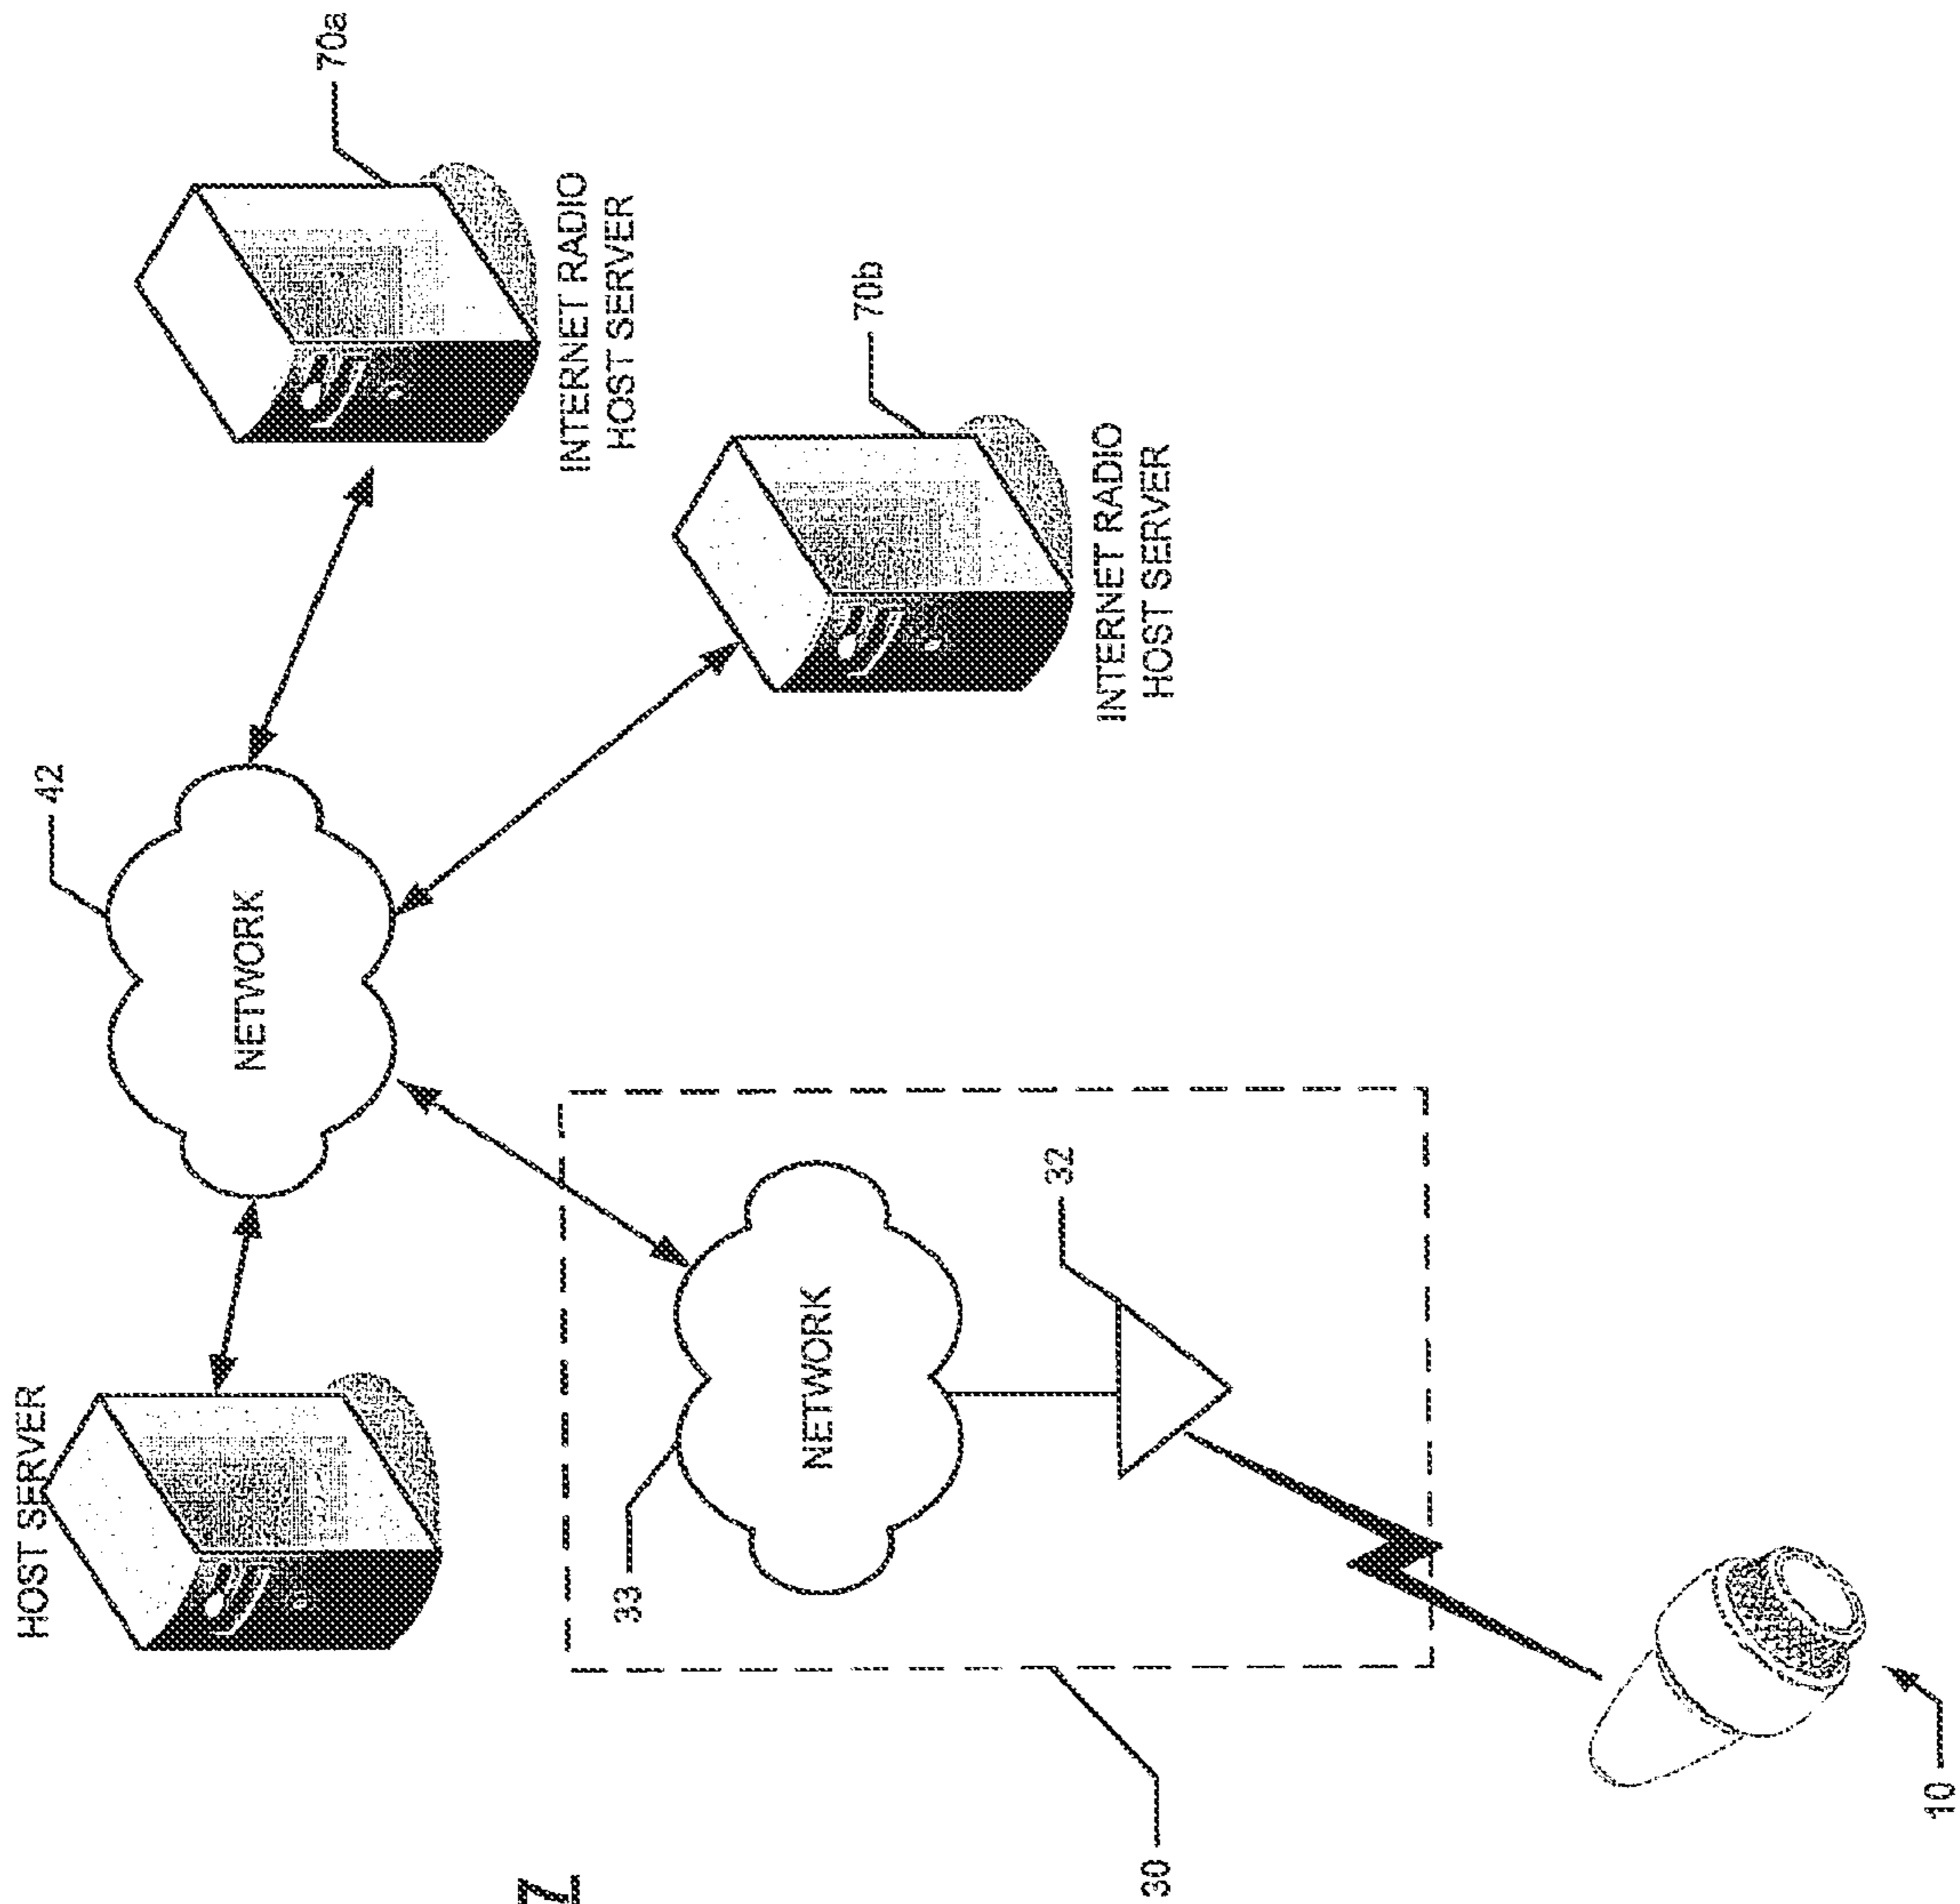 HOST SERVER
42
NETWORK
70a
INTERNET RADIO
HOST SERVER
33
NETWORK
70b
32
INTERNET RADIO
HOST SERVER
30
10